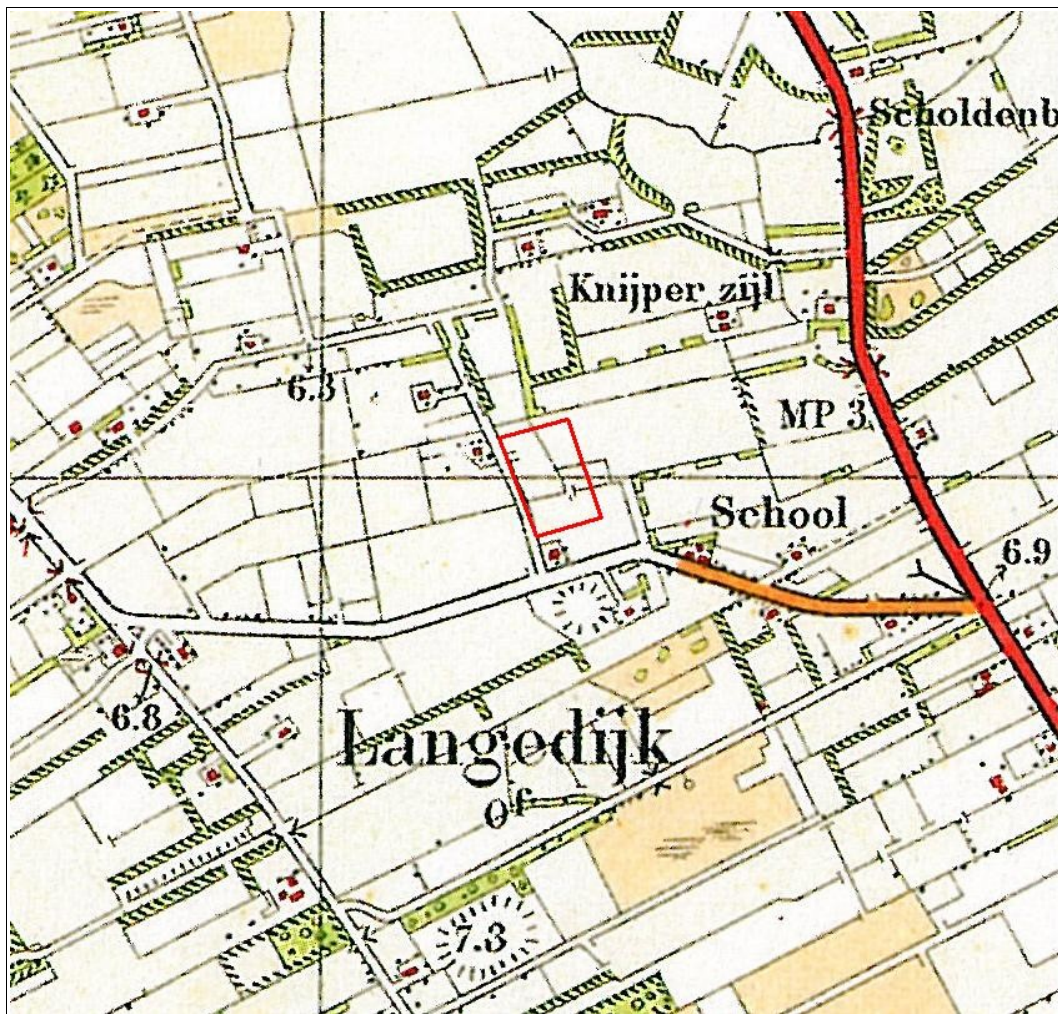 Scholdenb
Knijper zijl
6.3
MP 3
School
6.9
6.8
Langedijk
of
7.3